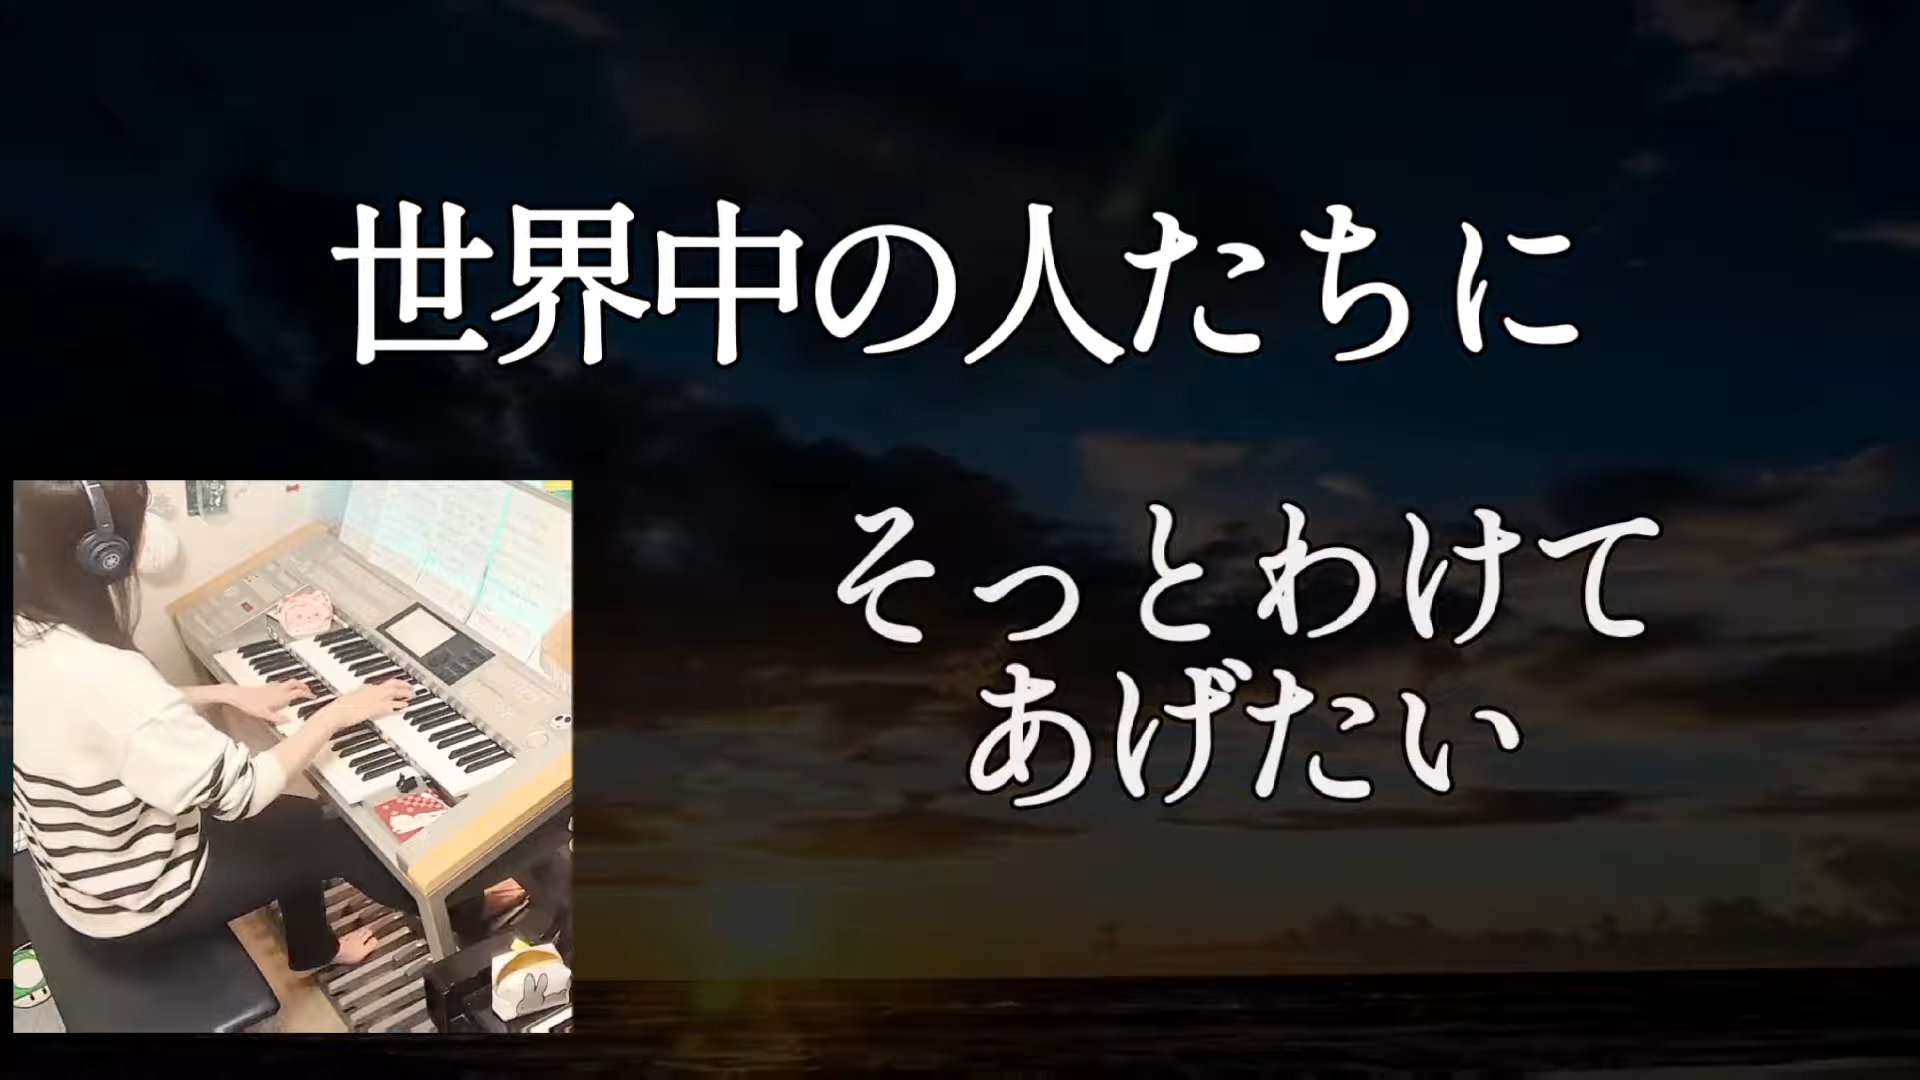 世界中の人たちに
そっとわけて
あげたい